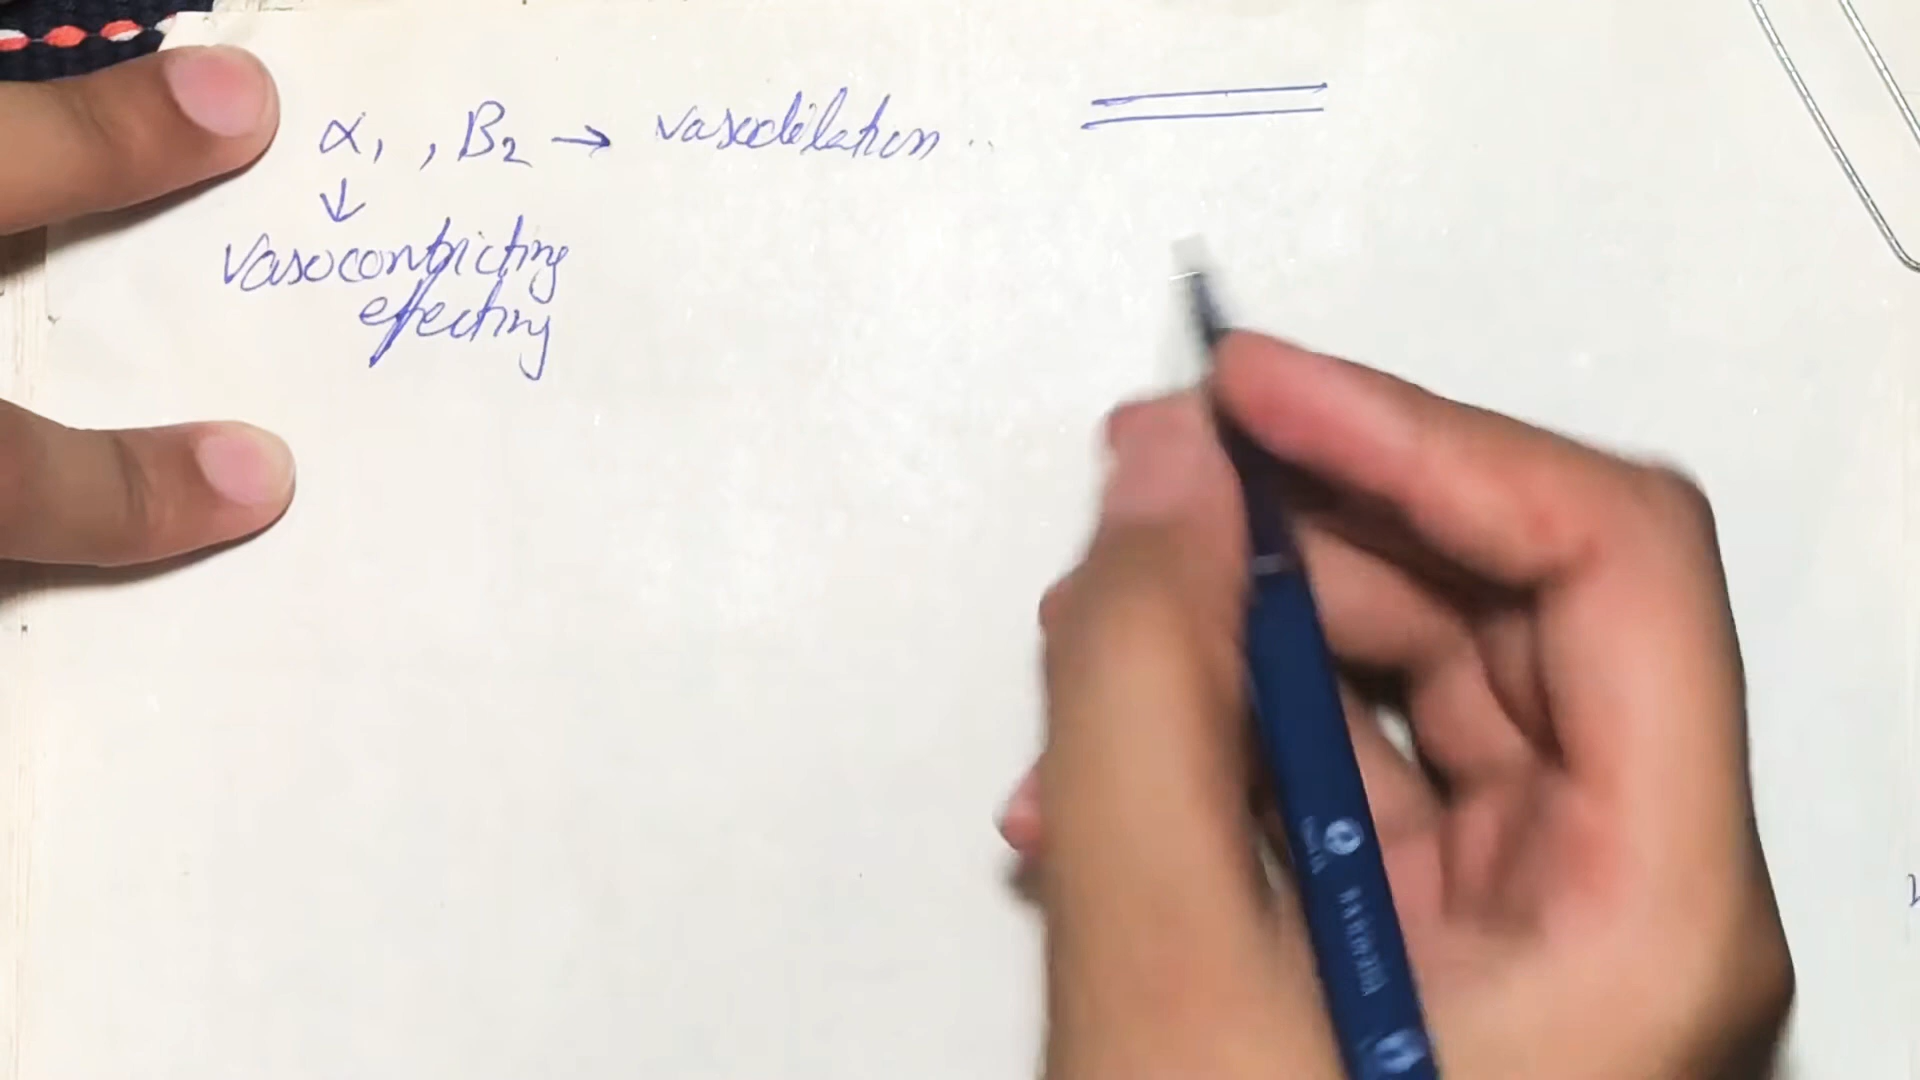 α₁, B₂ → vasodilation..
↓
vasocontricting
effecting